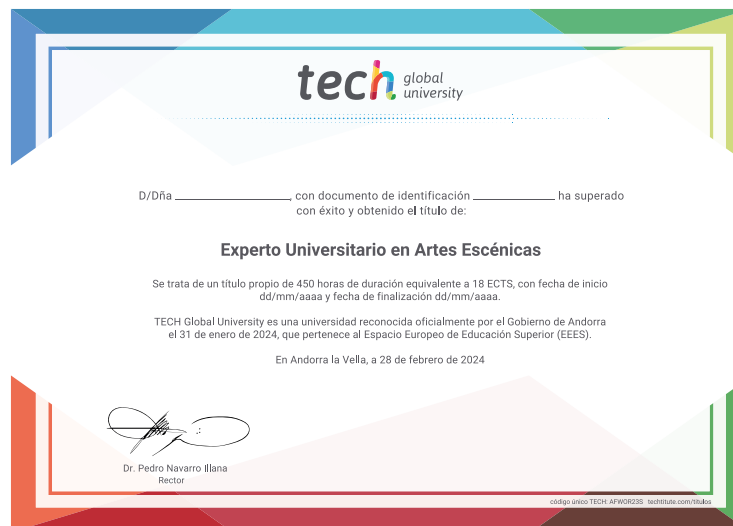 tech global
university
D/Dña ____________________, con documento de identificación ______________ ha superado
con éxito y obtenido el título de:
Experto Universitario en Artes Escénicas
Se trata de un título propio de 450 horas de duración equivalente a 18 ECTS, con fecha de inicio
dd/mm/aaaa y fecha de finalización dd/mm/aaaa.
TECH Global University es una universidad reconocida oficialmente por el Gobierno de Andorra
el 31 de enero de 2024, que pertenece al Espacio Europeo de Educación Superior (EEES).
En Andorra la Vella, a 28 de febrero de 2024
Dr. Pedro Navarro Illana
Rector
código único TECH: AFWOR23S techtitute.com/titulos